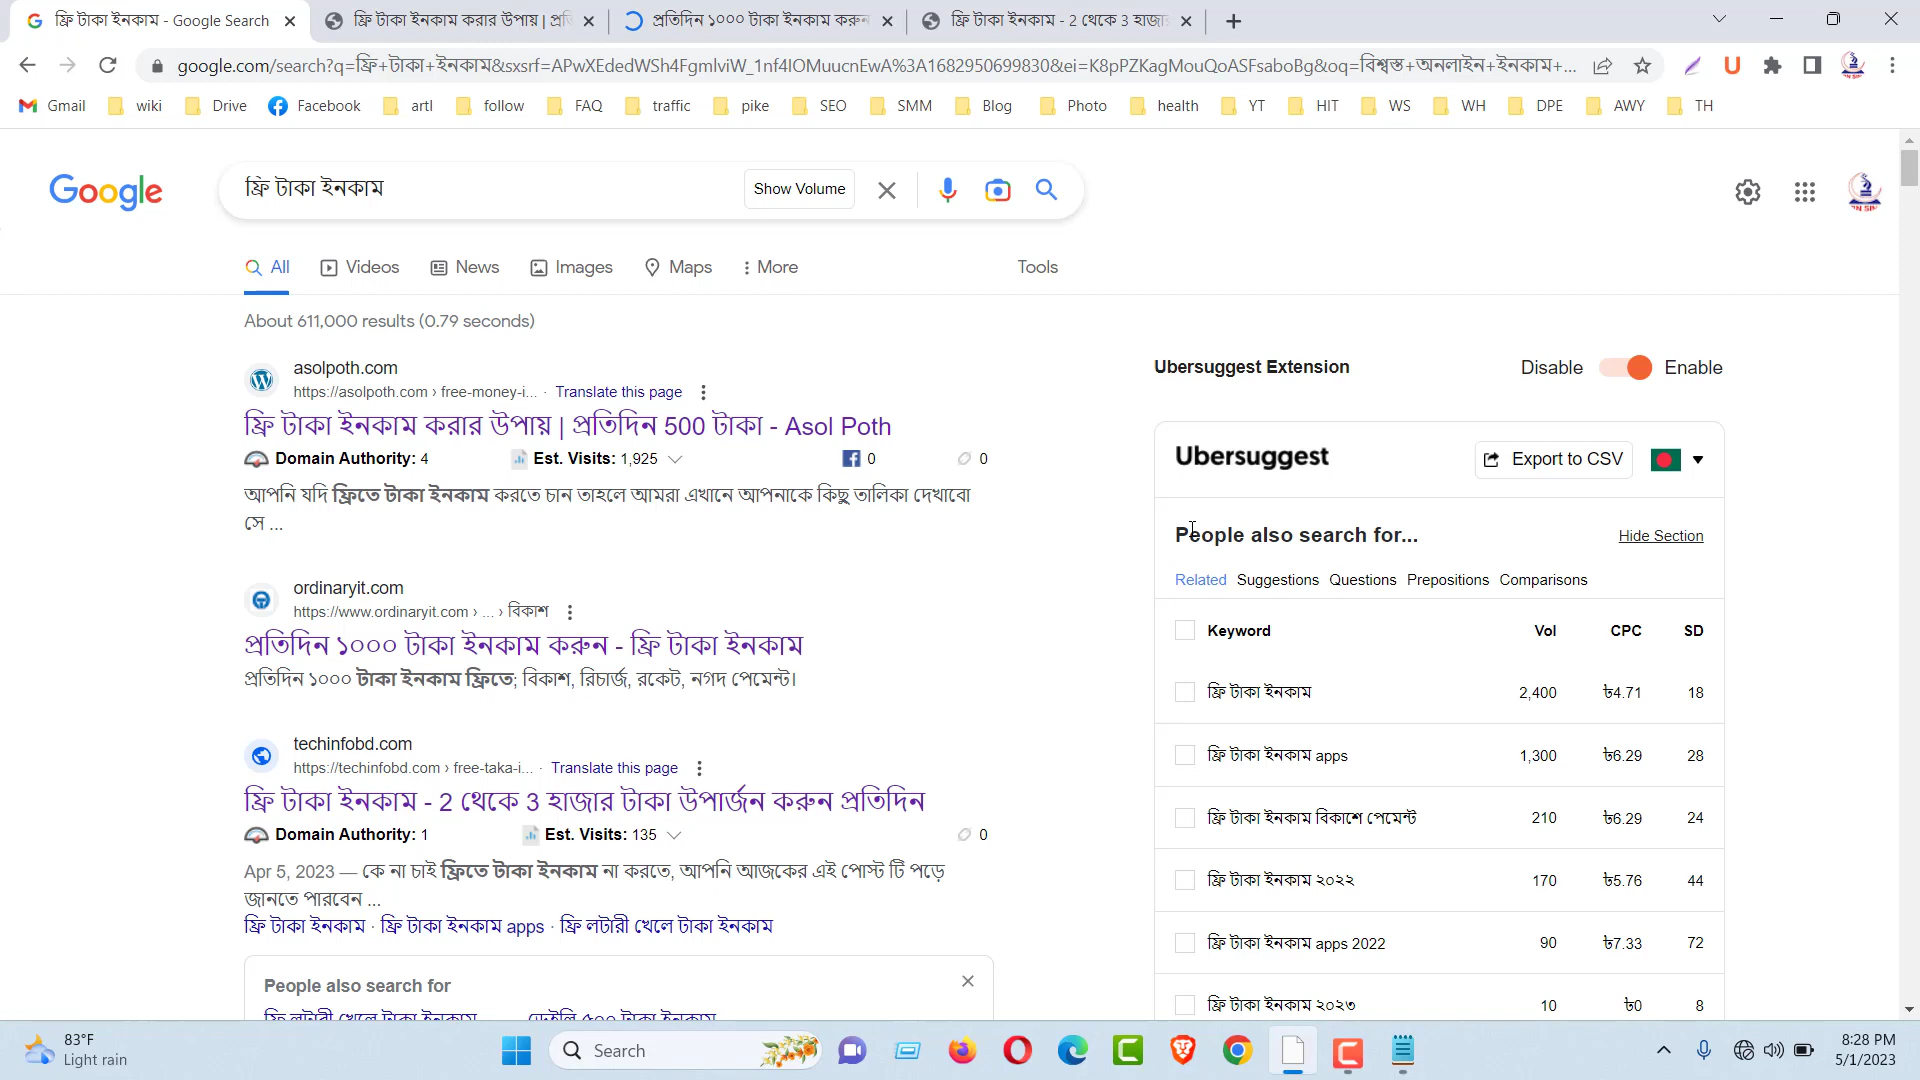 ফ্রি টাকা ইনকাম - Google Search
ফ্রি টাকা ইনকাম করার উপায় | প্রতি
প্রতিদিন ১০০০ টাকা ইনকাম করুন
ফ্রি টাকা ইনকাম - 2 থেকে 3 হাজা
google.com/search?q=ফ্রি+টাকা+ইনকাম&sxsrf=APwXEdedWSh4FgmlviW_1nf4IOMuucnEwA%3A1682950699830&ei=K8pPZKagMouQoASFsaboBg&oq=বিশ্বস্ত+অনলাইন+ইনকাম+...
Gmail wiki Drive Facebook artl follow FAQ traffic pike SEO SMM Blog Photo health YT HIT WS WH DPE AWY TH
Google
ফ্রি টাকা ইনকাম
Show Volume
All Videos News Images Maps More Tools
About 611,000 results (0.79 seconds)
asolpoth.com
https://asolpoth.com › free-money-i... · Translate this page
ফ্রি টাকা ইনকাম করার উপায় | প্রতিদিন 500 টাকা - Asol Poth
Domain Authority: 4 Est. Visits: 1,925 0 0
আপনি যদি ফ্রিতে টাকা ইনকাম করতে চান তাহলে আমরা এখানে আপনাকে কিছু তালিকা দেখাবো
সে ...
ordinaryit.com
https://www.ordinaryit.com › ... › বিকাশ
প্রতিদিন ১০০০ টাকা ইনকাম করুন - ফ্রি টাকা ইনকাম
প্রতিদিন ১০০০ টাকা ইনকাম ফ্রিতে; বিকাশ, রিচার্জ, রকেট, নগদ পেমেন্ট।
techinfobd.com
https://techinfobd.com › free-taka-i... · Translate this page
ফ্রি টাকা ইনকাম - 2 থেকে 3 হাজার টাকা উপার্জন করুন প্রতিদিন
Domain Authority: 1 Est. Visits: 135 0
Apr 5, 2023 — কে না চাই ফ্রিতে টাকা ইনকাম না করতে, আপনি আজকের এই পোস্ট টি পড়ে
জানতে পারবেন ...
ফ্রি টাকা ইনকাম · ফ্রি টাকা ইনকাম apps · ফ্রি লটারী খেলে টাকা ইনকাম
People also search for
ফ্রি লটারী খেলে টাকা ইনকাম ডেইলি ৫০০ টাকা ইনকাম
Ubersuggest Extension Disable Enable
Ubersuggest Export to CSV
People also search for... Hide Section
Related Suggestions Questions Prepositions Comparisons
Keyword Vol CPC SD
ফ্রি টাকা ইনকাম 2,400 ৳4.71 18
ফ্রি টাকা ইনকাম apps 1,300 ৳6.29 28
ফ্রি টাকা ইনকাম বিকাশে পেমেন্ট 210 ৳6.29 24
ফ্রি টাকা ইনকাম ২০২২ 170 ৳5.76 44
ফ্রি টাকা ইনকাম apps 2022 90 ৳7.33 72
ফ্রি টাকা ইনকাম ২০২৩ 10 ৳0 8
83°F
Light rain
Search
8:28 PM
5/1/2023